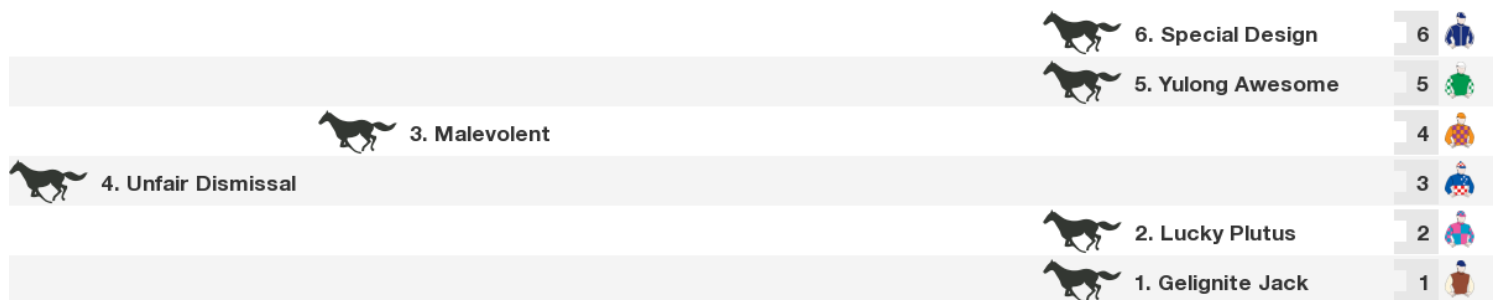 6. Special Design 6
5. Yulong Awesome 5
3. Malevolent 4
4. Unfair Dismissal 3
2. Lucky Plutus 2
1. Gelignite Jack 1